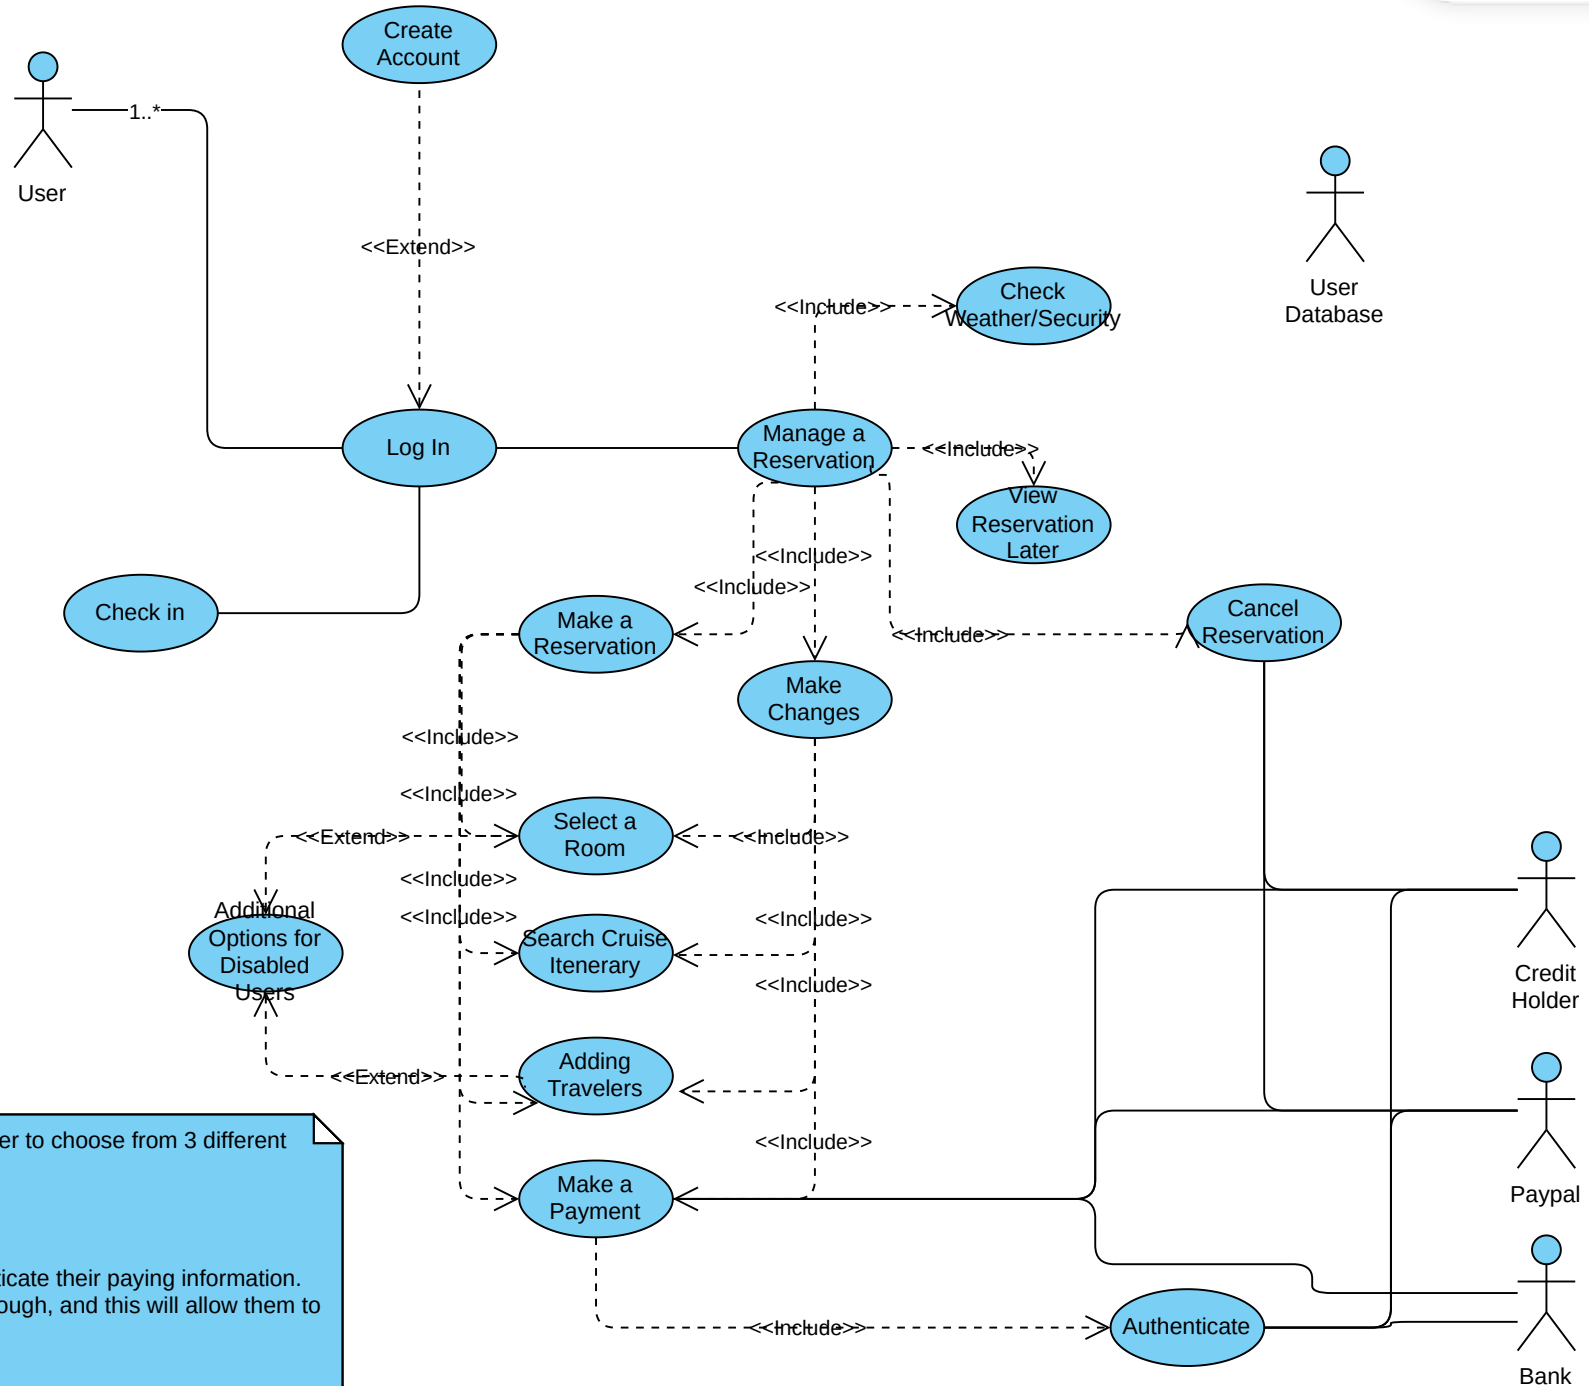 Create
Account
1..*
User
<<Extend>>
User
Database
Check
Weather/Security
<<Include>>
Log In
Manage a
Reservation
<<Include>>
View
Reservation
Later
<<Include>>
<<Include>>
Check in
Make a
Reservation
<<Include>>
Cancel
Reservation
Make
Changes
<<Include>>
<<Include>>
Select a
Room
<<Extend>>
<<Include>>
<<Include>>
<<Include>>
<<Include>>
Additional
Options for
Disabled
Users
Search Cruise
Itenerary
<<Include>>
Credit
Holder
Adding
Travelers
<<Extend>>
er to choose from 3 different
<<Include>>
Make a
Payment
Paypal
icate their paying information.
ough, and this will allow them to
<<Include>>
Authenticate
Bank